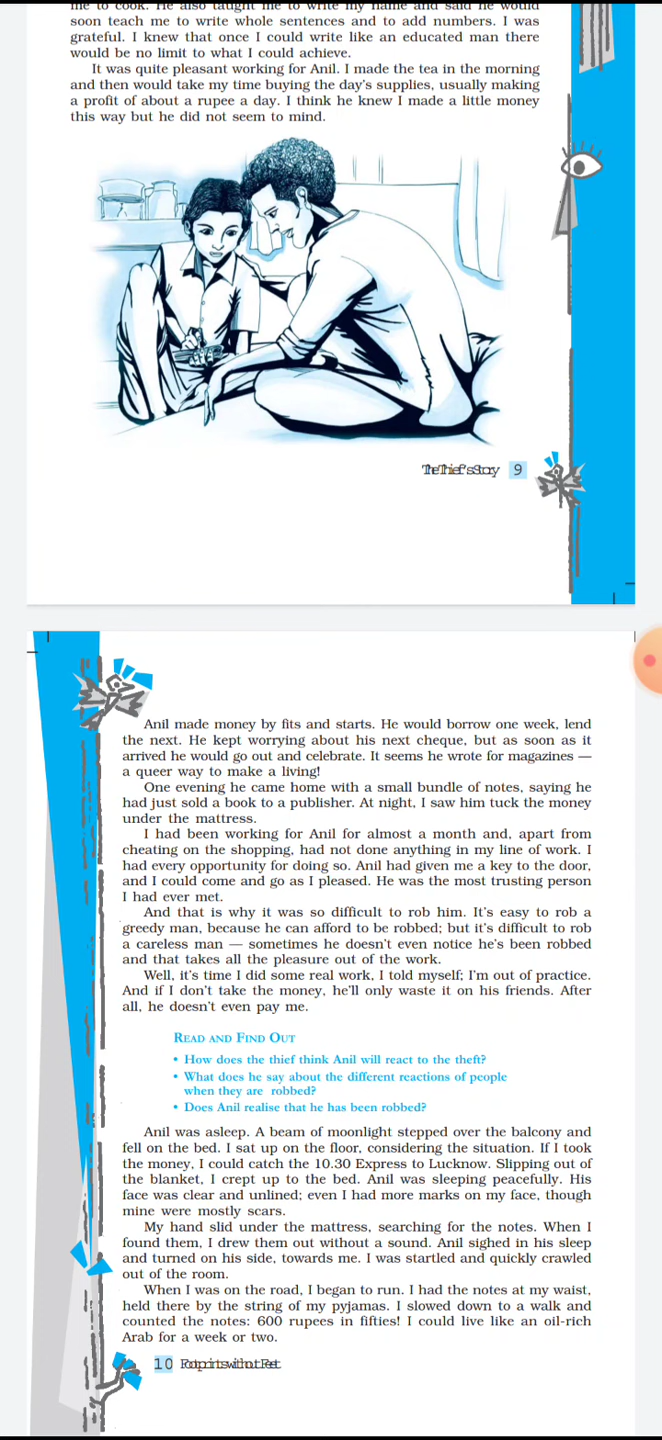 me to cook. He also taught me to write my name and said he would
soon teach me to write whole sentences and to add numbers. I was
grateful. I knew that once I could write like an educated man there
would be no limit to what I could achieve.
It was quite pleasant working for Anil. I made the tea in the morning
and then would take my time buying the day's supplies, usually making
a profit of about a rupee a day. I think he knew I made a little money
this way but he did not seem to mind.
The Thief's Story 9
Anil made money by fits and starts. He would borrow one week, lend
the next. He kept worrying about his next cheque, but as soon as it
arrived he would go out and celebrate. It seems he wrote for magazines —
a queer way to make a living!
One evening he came home with a small bundle of notes, saying he
had just sold a book to a publisher. At night, I saw him tuck the money
under the mattress.
I had been working for Anil for almost a month and, apart from
cheating on the shopping, had not done anything in my line of work. I
had every opportunity for doing so. Anil had given me a key to the door,
and I could come and go as I pleased. He was the most trusting person
I had ever met.
And that is why it was so difficult to rob him. It's easy to rob a
greedy man, because he can afford to be robbed; but it's difficult to rob
a careless man — sometimes he doesn't even notice he's been robbed
and that takes all the pleasure out of the work.
Well, it's time I did some real work, I told myself; I'm out of practice.
And if I don't take the money, he'll only waste it on his friends. After
all, he doesn't even pay me.
READ AND FIND OUT
• How does the thief think Anil will react to the theft?
• What does he say about the different reactions of people
when they are robbed?
• Does Anil realise that he has been robbed?
Anil was asleep. A beam of moonlight stepped over the balcony and
fell on the bed. I sat up on the floor, considering the situation. If I took
the money, I could catch the 10.30 Express to Lucknow. Slipping out of
the blanket, I crept up to the bed. Anil was sleeping peacefully. His
face was clear and unlined; even I had more marks on my face, though
mine were mostly scars.
My hand slid under the mattress, searching for the notes. When I
found them, I drew them out without a sound. Anil sighed in his sleep
and turned on his side, towards me. I was startled and quickly crawled
out of the room.
When I was on the road, I began to run. I had the notes at my waist,
held there by the string of my pyjamas. I slowed down to a walk and
counted the notes: 600 rupees in fifties! I could live like an oil-rich
Arab for a week or two.
10 Footprints without Feet